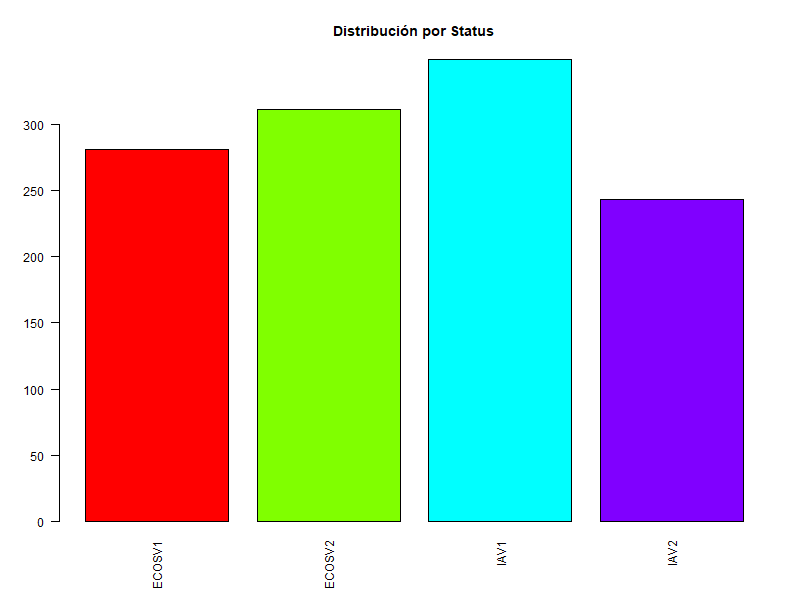 Distribución por Status
300
250
200
150
100
50
0
ECOSV1
ECOSV2
IAV1
IAV2